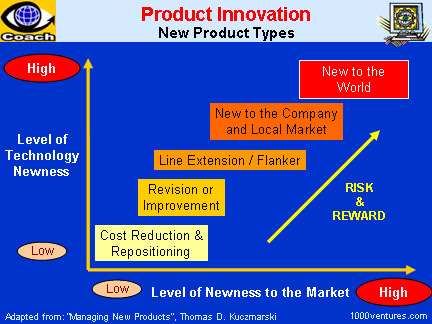 Product Innovation
New Product Types
Coach
High
New to the
World
New to the Company
and Local Market
Level of
Technology
Newness
Line Extension / Flanker
Revision or
Improvement
RISK
&
REWARD
Cost Reduction &
Repositioning
Low
Low
Level of Newness to the Market
High
Adapted from: "Managing New Products", Thomas D. Kuczmarski
1000ventures.com